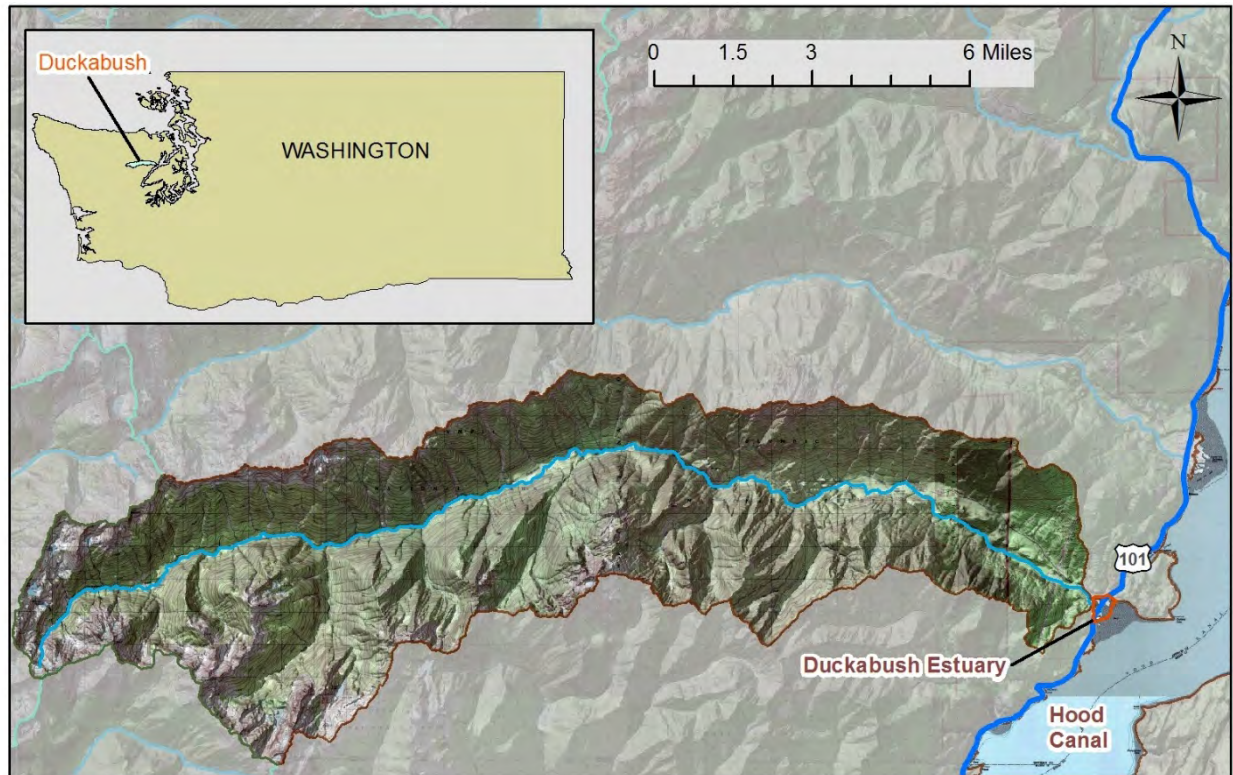 Duckabush
WASHINGTON
0 1.5 3 6 Miles
N
101
Duckabush Estuary
Hood
Canal